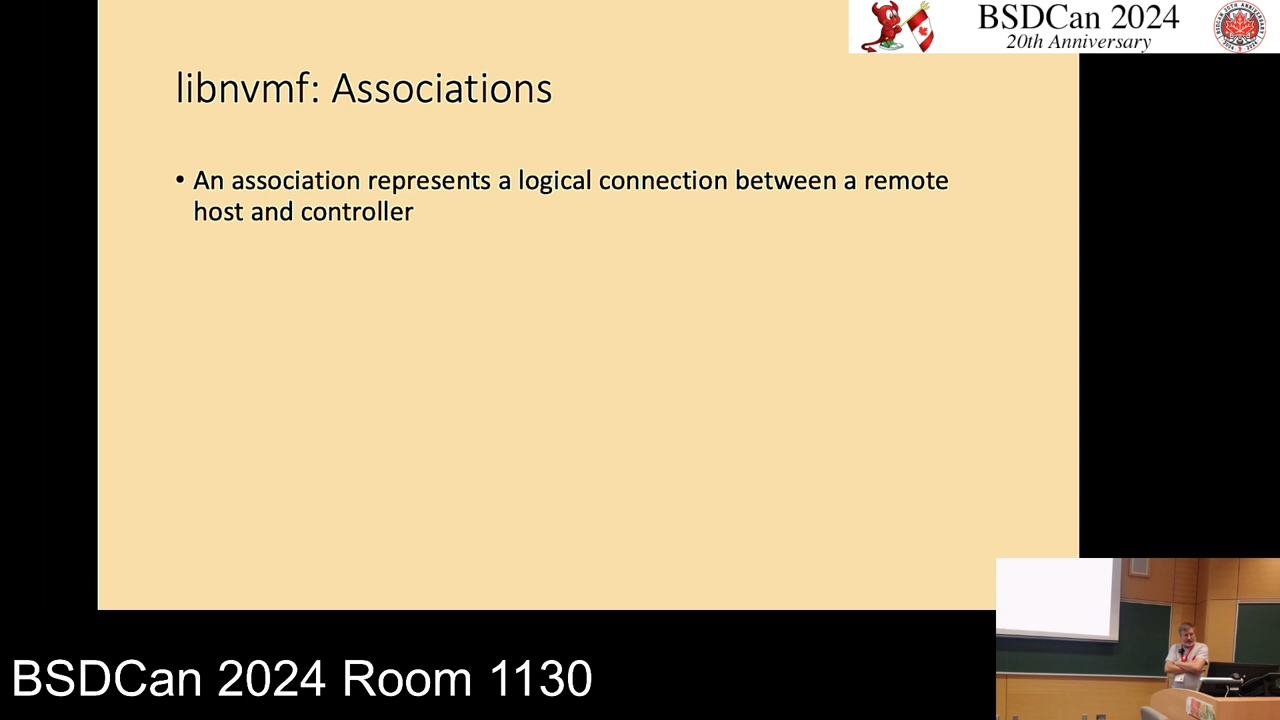 BSDCan 2024
20th Anniversary
libnvmf: Associations
• An association represents a logical connection between a remote
host and controller
BSDCan 2024 Room 1130